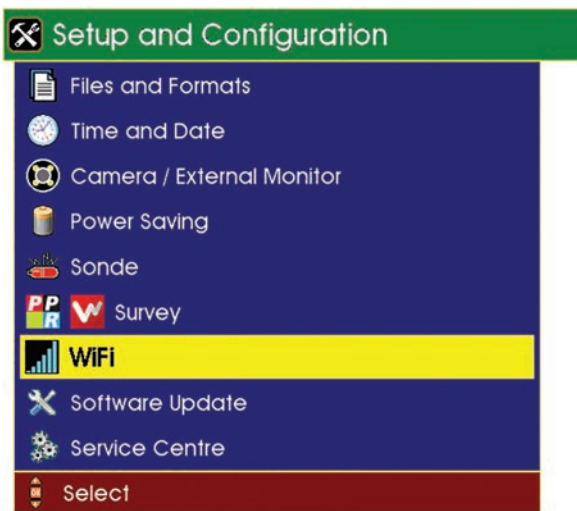 Setup and Configuration
Files and Formats
Time and Date
Camera / External Monitor
Power Saving
Sonde
PPR W Survey
WiFi
Software Update
Service Centre
OK Select